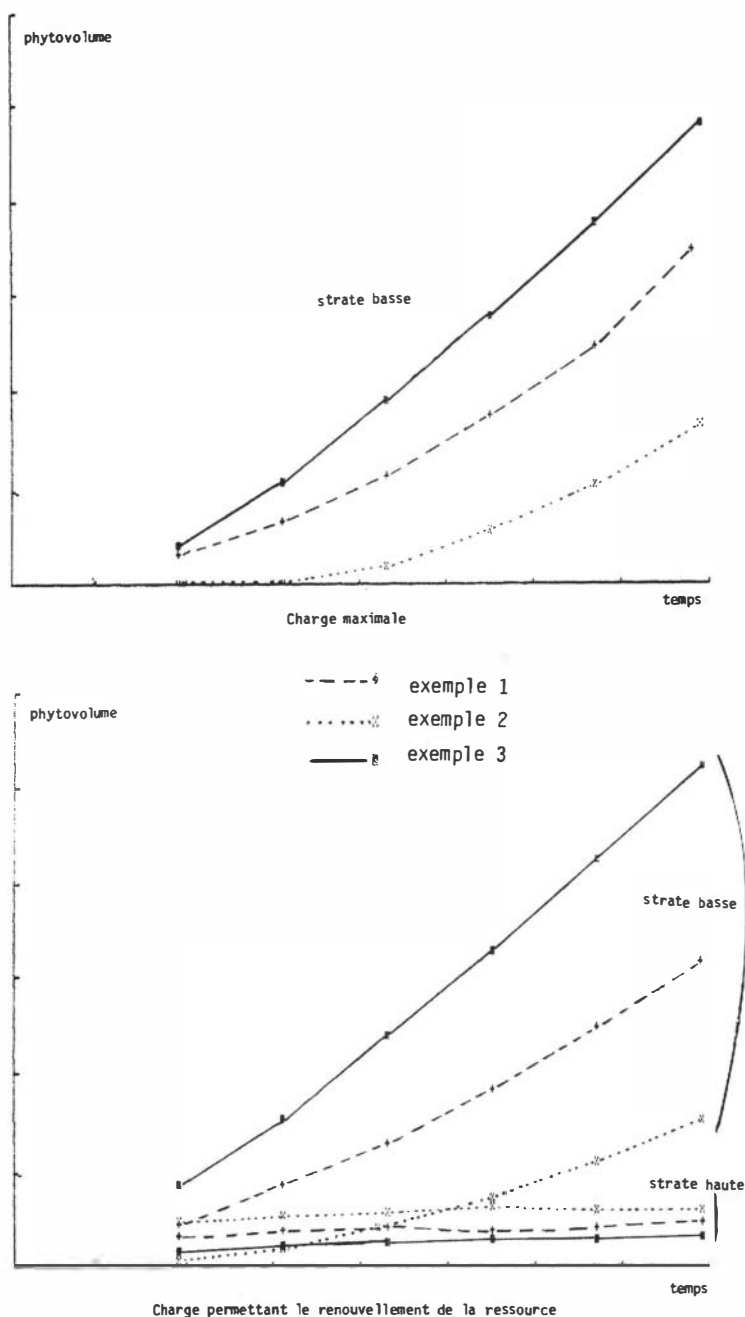 phytovolume
strate basse
temps
Charge maximale
exemple 1
phytovolume
exemple 2
exemple 3
strate basse
strate haute
temps
Charge permettant le renouvellement de la ressource